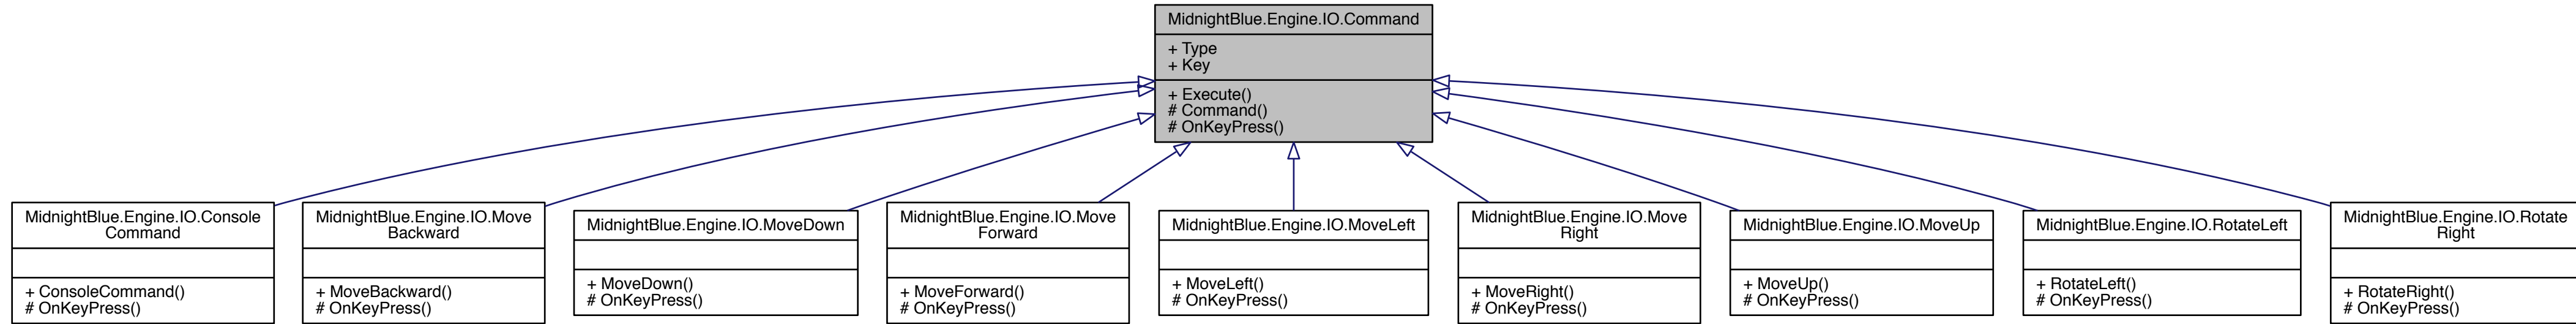 MidnightBlue.Engine.IO.Command
+ Type
+ Key
+ Execute()
# Command()
# OnKeyPress()
MidnightBlue.Engine.IO.Console
Command
+ ConsoleCommand()
# OnKeyPress()
MidnightBlue.Engine.IO.Move
Backward
+ MoveBackward()
# OnKeyPress()
MidnightBlue.Engine.IO.MoveDown
+ MoveDown()
# OnKeyPress()
MidnightBlue.Engine.IO.Move
Forward
+ MoveForward()
# OnKeyPress()
MidnightBlue.Engine.IO.MoveLeft
+ MoveLeft()
# OnKeyPress()
MidnightBlue.Engine.IO.Move
Right
+ MoveRight()
# OnKeyPress()
MidnightBlue.Engine.IO.MoveUp
+ MoveUp()
# OnKeyPress()
MidnightBlue.Engine.IO.RotateLeft
+ RotateLeft()
# OnKeyPress()
MidnightBlue.Engine.IO.Rotate
Right
+ RotateRight()
# OnKeyPress()